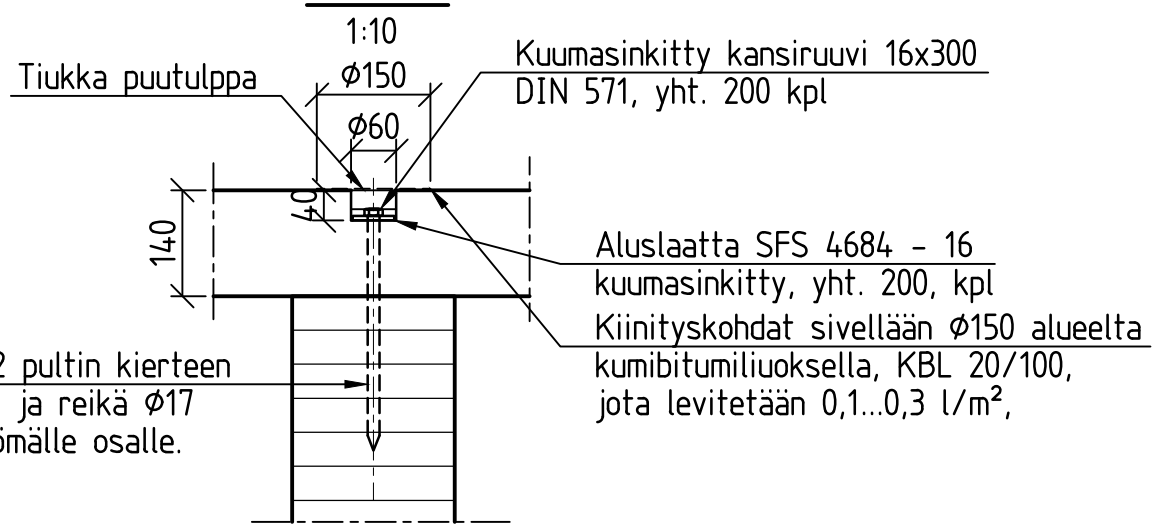 1:10
Tiukka puutulppa
Ø150
Ø60
Kuumasinkitty kansiruuvi 16x300
DIN 571, yht. 200 kpl
40
140
Aluslaatta SFS 4684 - 16
kuumasinkitty, yht. 200, kpl
Kiinityskohdat sivellään Ø150 alueelta
kumibitumiliuoksella, KBL 20/100,
jota levitetään 0,1...0,3 l/m²,
2 pultin kierteen
ja reikä Ø17
ömälle osalle.